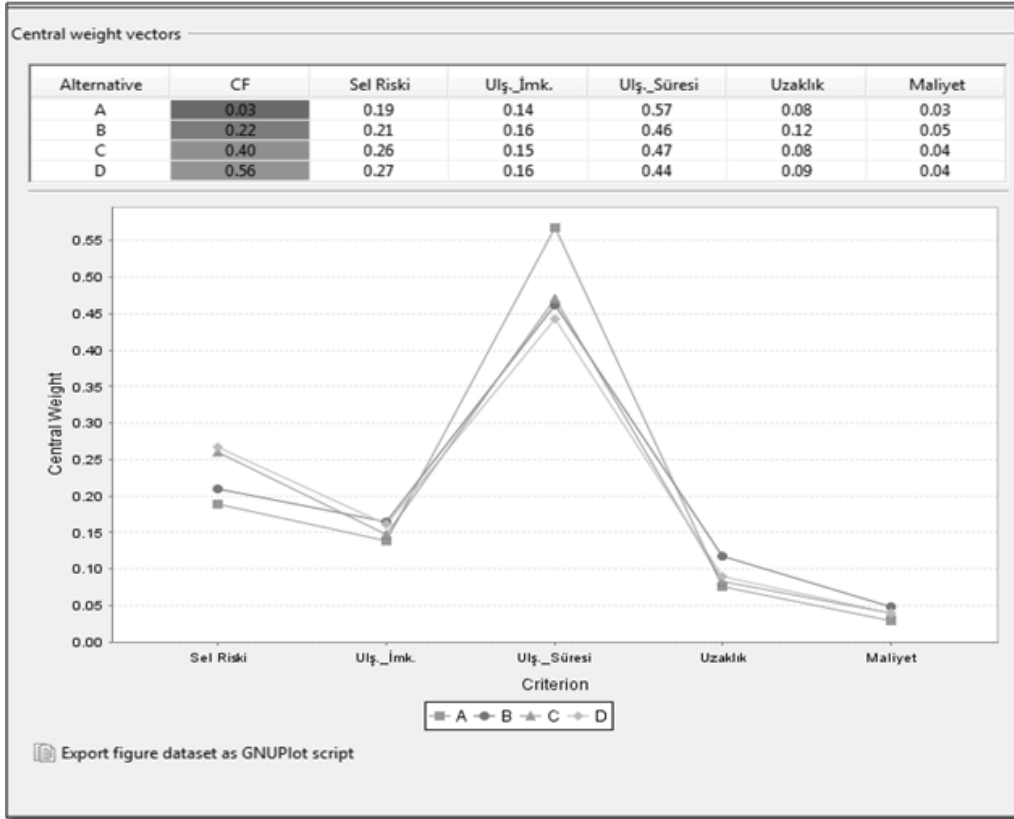 Central weight vectors
Alternative CF Sel Riski Ulş._İmk. Ulş._Süresi Uzaklık Maliyet
A 0.03 0.19 0.14 0.57 0.08 0.03
B 0.22 0.21 0.16 0.46 0.12 0.05
C 0.40 0.26 0.15 0.47 0.08 0.04
D 0.56 0.27 0.16 0.44 0.09 0.04
Central Weight
0.55
0.50
0.45
0.40
0.35
0.30
0.25
0.20
0.15
0.10
0.05
0.00
Sel Riski Ulş._İmk. Ulş._Süresi Uzaklık Maliyet
Criterion
A B C D
Export figure dataset as GNUPlot script